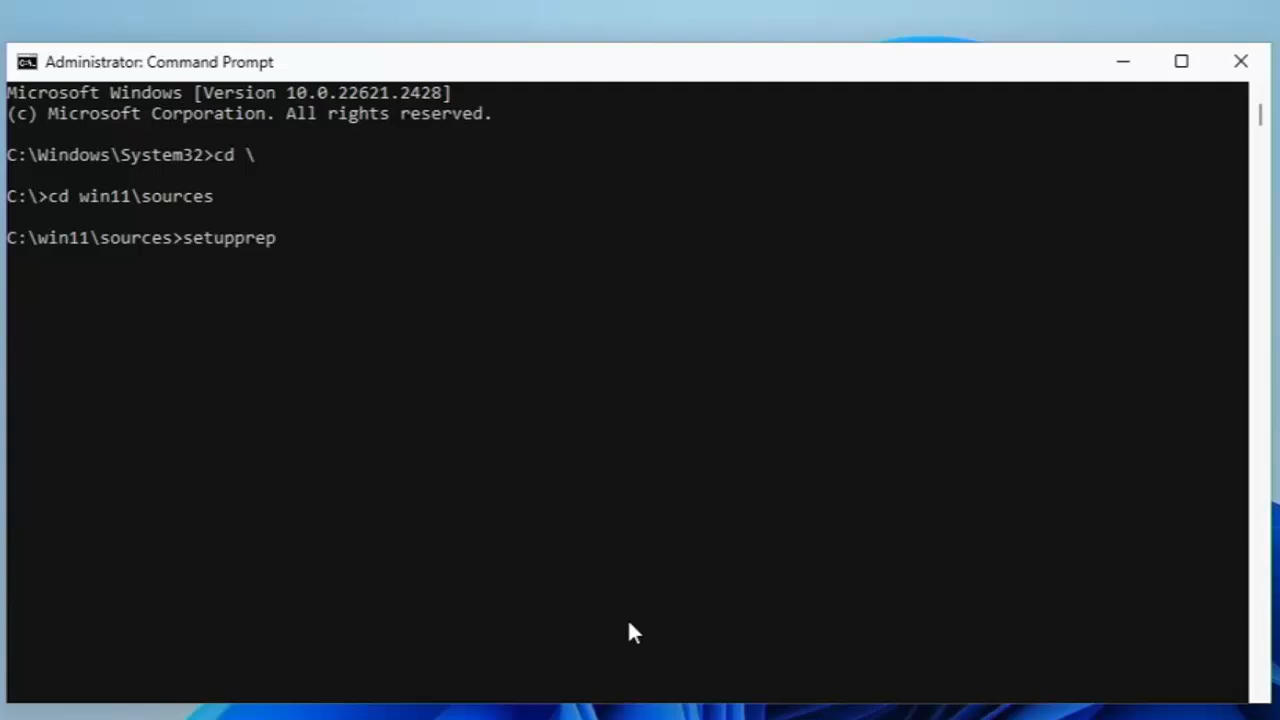 Administrator: Command Prompt
Microsoft Windows [Version 10.0.22621.2428]
(c) Microsoft Corporation. All rights reserved.
C:\Windows\System32>cd \
C:\>cd win11\sources
C:\win11\sources>setupprep